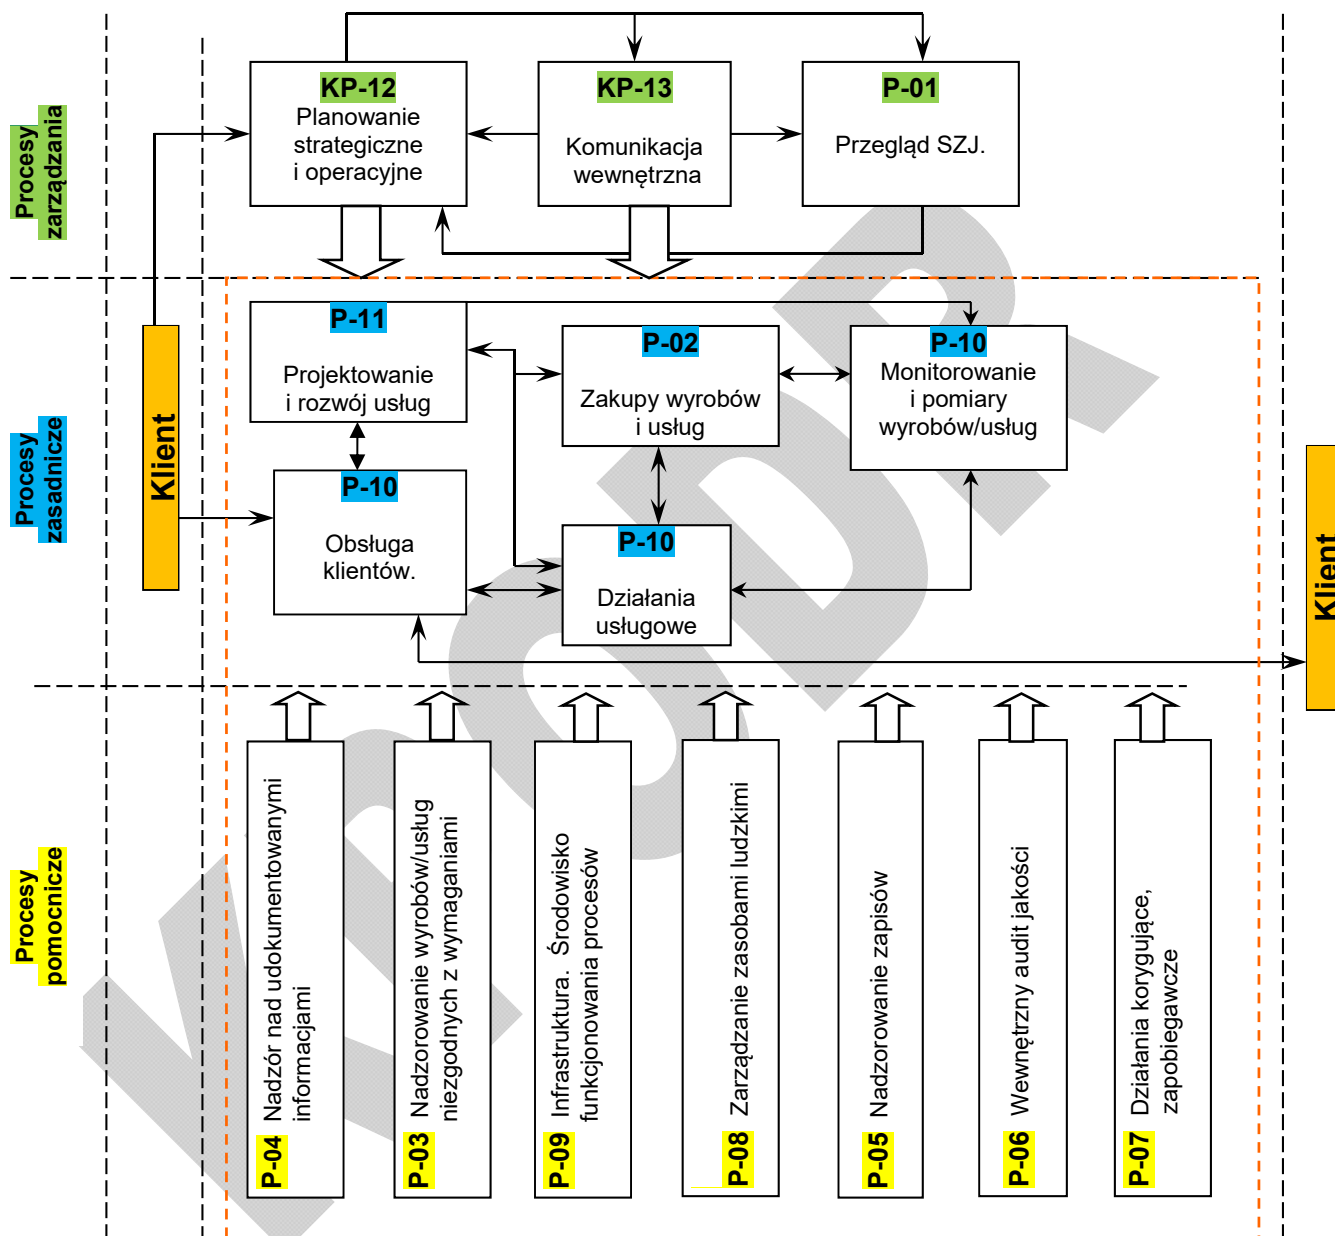 Procesy
zarządzania
KP-12
Planowanie
strategiczne
i operacyjne
KP-13
Komunikacja
wewnętrzna
P-01
Przegląd SZJ.
Procesy
zasadnicze
Klient
P-11
Projektowanie
i rozwój usług
P-02
Zakupy wyrobów
i usług
P-10
Monitorowanie
i pomiary
wyrobów/usług
P-10
Obsługa
klientów.
P-10
Działania
usługowe
Klient
Procesy
pomocnicze
P-04 Nadzór nad udokumentowanymi
informacjami
P-03 Nadzorowanie wyrobów/usług
niezgodnych z wymaganiami
P-09 Infrastruktura. Środowisko
funkcjonowania procesów
P-08 Zarządzanie zasobami ludzkimi
P-05 Nadzorowanie zapisów
P-06 Wewnętrzny audit jakości
P-07 Działania korygujące,
zapobiegawcze
KPODR